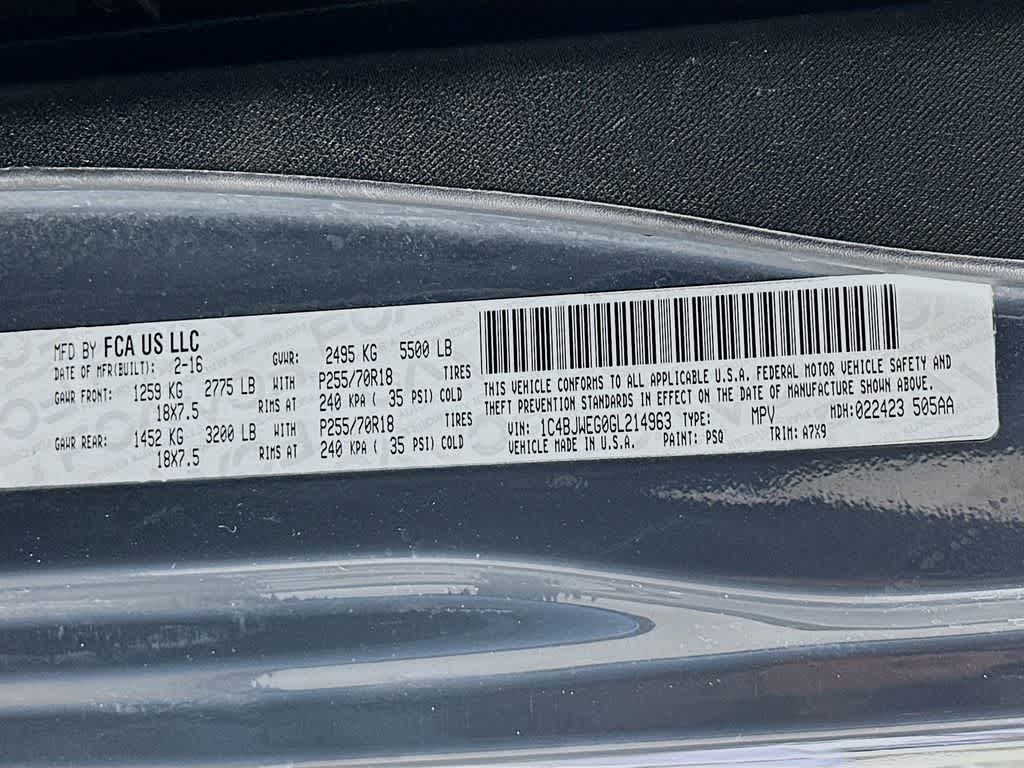 MFD BY FCA US LLC
DATE OF MFR(BUILT): 2-16 GVWR: 2495 KG 5500 LB
GAWR FRONT: 1259 KG 2775 LB WITH P255/70R18 TIRES
18X7.5 RIMS AT 240 KPA ( 35 PSI) COLD
GAWR REAR: 1452 KG 3200 LB WITH P255/70R18 TIRES
18X7.5 RIMS AT 240 KPA ( 35 PSI) COLD
THIS VEHICLE CONFORMS TO ALL APPLICABLE U.S.A. FEDERAL MOTOR VEHICLE SAFETY AND
THEFT PREVENTION STANDARDS IN EFFECT ON THE DATE OF MANUFACTURE SHOWN ABOVE.
VIN: 1C4BJWEG0GL214963 TYPE: MPV MDH:022423 505AA
VEHICLE MADE IN U.S.A. PAINT: PSQ TRIM: A7X9